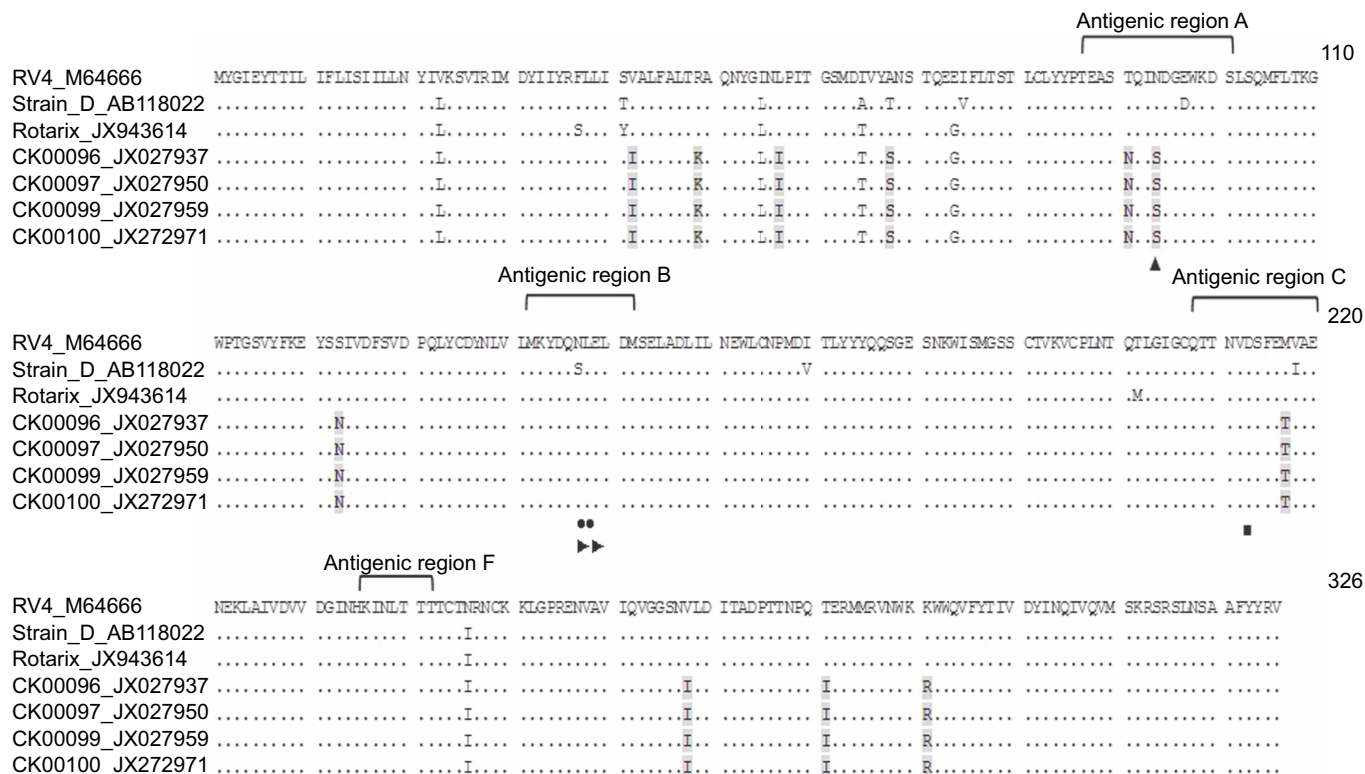 Antigenic region A
110
RV4_M64666 MYGIEYTTIL IFLISIILLN YIVKSVTRIM DYIIYRFLLI SVALFALTRA QNYGINLPIT GSMDIVYANS TQEEIFLTST LCLYYPTEAS TQINDGEWKD SLSQMFLTKG
Strain_D_AB118022 .......... .......... ..L....... .......... T......... ....L..... ....A..T.. ....V..... .......... ......D... ..........
Rotarix_JX943614 .......... .......... ..L....... ......S... Y......... ....L..... ....T..... ...G...... .......... .......... ..........
CK00096_JX027937 .......... .......... ..L....... .......... .I......K. ....L.I... ....T..S.. ...G...... .......... N..S...... ..........
CK00097_JX027950 .......... .......... ..L....... .......... .I......K. ....L.I... ....T..S.. ...G...... .......... N..S...... ..........
CK00099_JX027959 .......... .......... ..L....... .......... .I......K. ....L.I... ....T..S.. ...G...... .......... N..S...... ..........
CK00100_JX272971 .......... .......... ..L....... .......... .I......K. ....L.I... ....T..S.. ...G...... .......... N..S...... ..........
▲
Antigenic region B Antigenic region C
220
RV4_M64666 WPTGSVYFKE YSSIVDFSVD PQLYCDYNLV LMKYDQNLEL DMSELADLIL NEWLCNPMDI TLYYYQQSGE SNKWISMGSS CTVKVCPLNT QTLGIGCQTT NVDSFEMVAE
Strain_D_AB118022 .......... .......... .......... ......S... .......... .........V .......... .......... .......... .......... .......I..
Rotarix_JX943614 .......... .......... .......... .......... .......... .......... .......... .......... .......... .M........ ..........
CK00096_JX027937 .......... ..N....... .......... .......... .......... .......... .......... .......... .......... .......... ......T...
CK00097_JX027950 .......... ..N....... .......... .......... .......... .......... .......... .......... .......... .......... ......T...
CK00099_JX027959 .......... ..N....... .......... .......... .......... .......... .......... .......... .......... .......... ......T...
CK00100_JX272971 .......... ..N....... .......... .......... .......... .......... .......... .......... .......... .......... ......T...
●● ■
▶▶
Antigenic region F
326
RV4_M64666 NEKLAIVDVV DGINHKINLT TTTCTNRNCK KLGPRENVAV IQVGGSNVLD ITADPTTNPQ TERMMRVNWK KWWQVFYTIV DYINQIVQVM SKRSRSLNSA AFYYRV
Strain_D_AB118022 .......... .......... .....I.... .......... .......... .......... .......... .......... .......... .......... ......
Rotarix_JX943614 .......... .......... .....I.... .......... .......... .......... .......... .......... .......... .......... ......
CK00096_JX027937 .......... .......... .....I.... .......... .......I.. .......... I......... R......... .......... .......... ......
CK00097_JX027950 .......... .......... .....I.... .......... .......I.. .......... I......... R......... .......... .......... ......
CK00099_JX027959 .......... .......... .....I.... .......... .......I.. .......... I......... R......... .......... .......... ......
CK00100_JX272971 .......... .......... .....I.... .......... .......I.. .......... I......... R......... .......... .......... ......